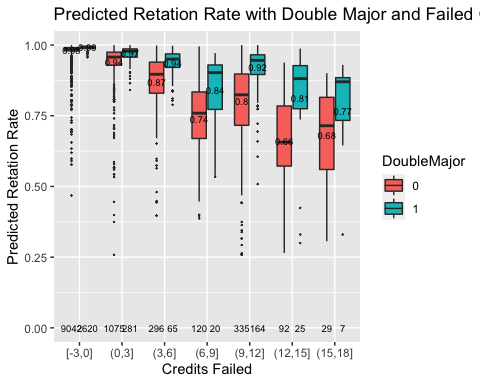 Predicted Retation Rate with Double Major and Failed
Predicted Retation Rate
1.00
0.75
0.50
0.25
0.00
0.98 0.99
0.94 0.97
0.87 0.94
0.74 0.84
0.8 0.92
0.66 0.81
0.68 0.77
9042 2620 1075 281 296 65 120 20 335 164 92 25 29 7
[-3,0] (0,3] (3,6] (6,9] (9,12] (12,15] (15,18]
Credits Failed
DoubleMajor
0
1